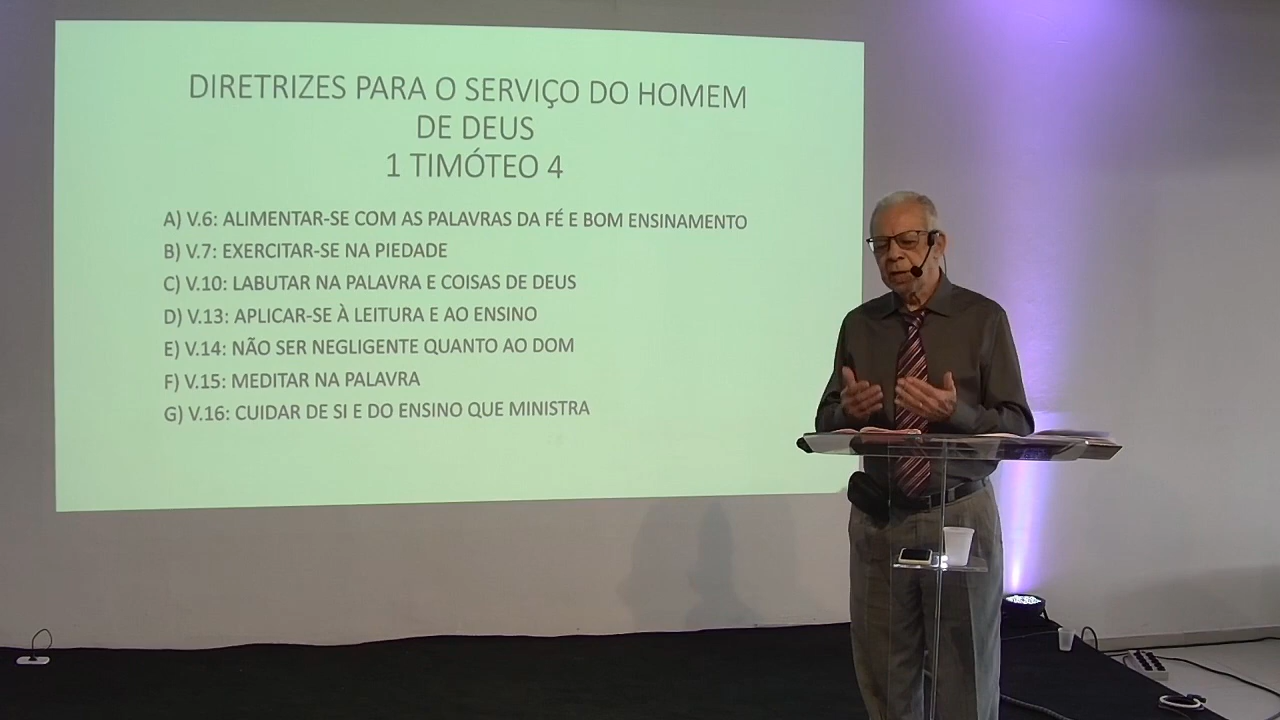 DIRETRIZES PARA O SERVIÇO DO HOMEM
DE DEUS
1 TIMÓTEO 4
A) V.6: ALIMENTAR-SE COM AS PALAVRAS DA FÉ E BOM ENSINAMENTO
B) V.7: EXERCITAR-SE NA PIEDADE
C) V.10: LABUTAR NA PALAVRA E COISAS DE DEUS
D) V.13: APLICAR-SE À LEITURA E AO ENSINO
E) V.14: NÃO SER NEGLIGENTE QUANTO AO DOM
F) V.15: MEDITAR NA PALAVRA
G) V.16: CUIDAR DE SI E DO ENSINO QUE MINISTRA